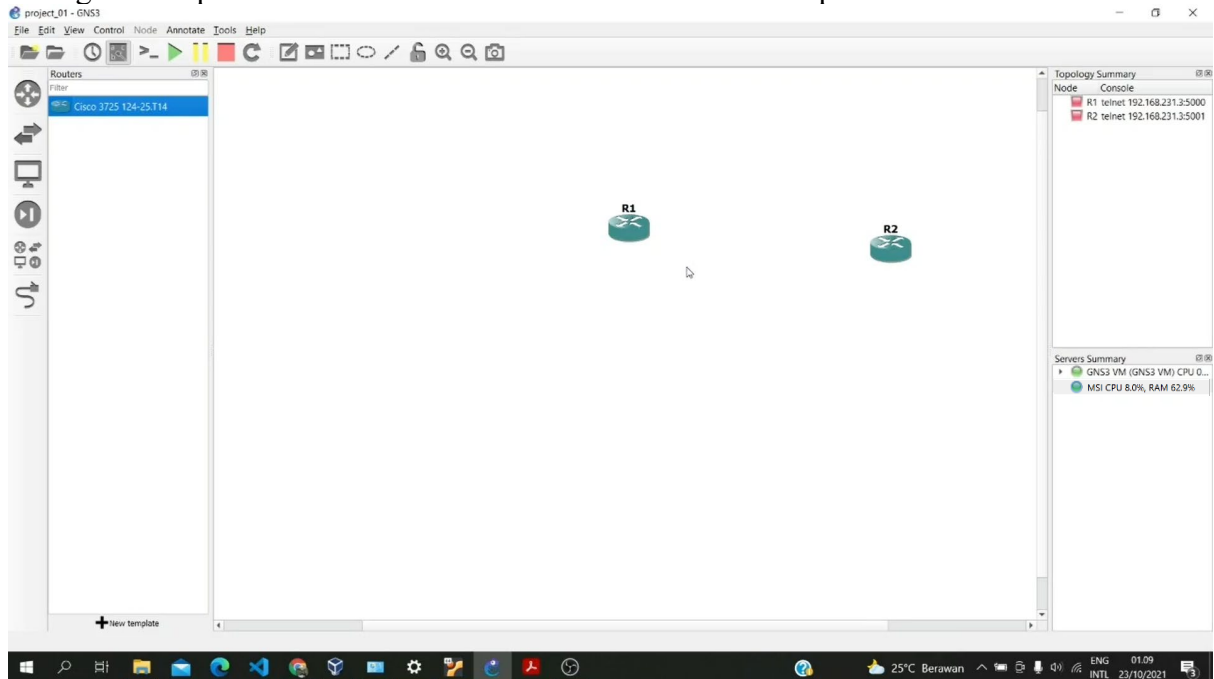 project_01 - GNS3
File Edit View Control Node Annotate Tools Help
Routers
Filter
Cisco 3725 124-25.T14
New template
R1
R2
Topology Summary
Node Console
R1 telnet 192.168.231.3:5000
R2 telnet 192.168.231.3:5001
Servers Summary
GNS3 VM (GNS3 VM) CPU 0...
MSI CPU 8.0%, RAM 62.9%
25°C Berawan
ENG
INTL
01.09
23/10/2021
3